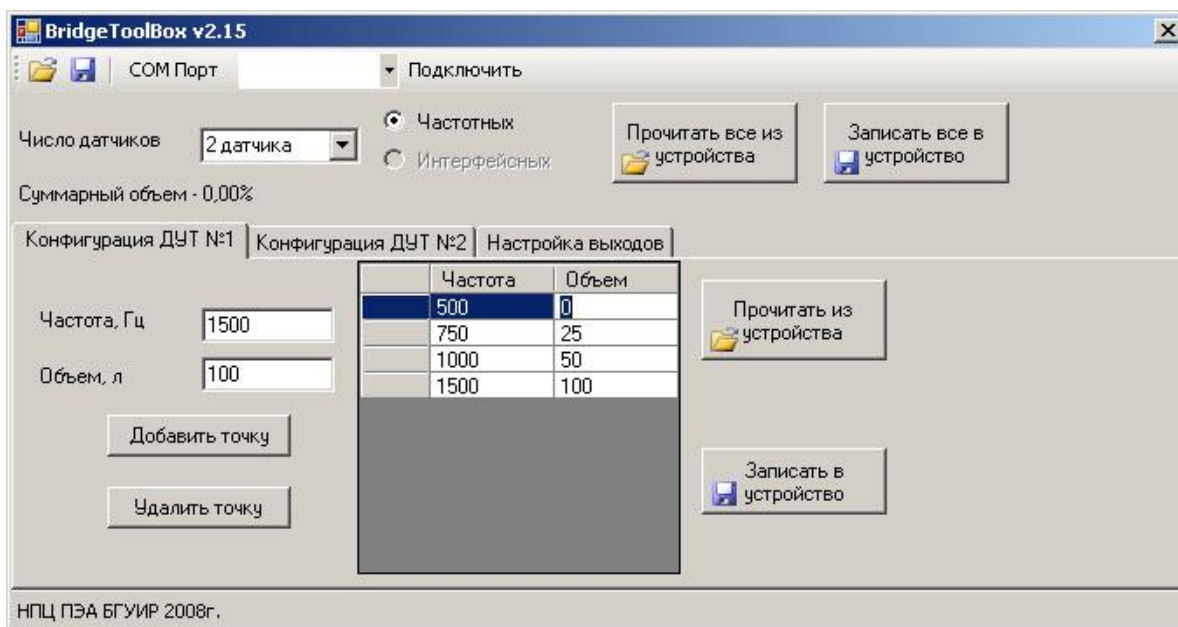 BridgeToolBox v2.15
COM Порт Подключить
Число датчиков 2 датчика
Частотных
Интерфейсных
Прочитать все из
устройства
Записать все в
устройство
Суммарный объем - 0,00%
Конфигурация ДУТ №1 Конфигурация ДУТ №2 Настройка выходов
Частота, Гц 1500
Объем, л 100
Добавить точку
Удалить точку
Частота Объем
500 0
750 25
1000 50
1500 100
Прочитать из
устройства
Записать в
устройство
НПЦ ПЭА БГУИР 2008г.